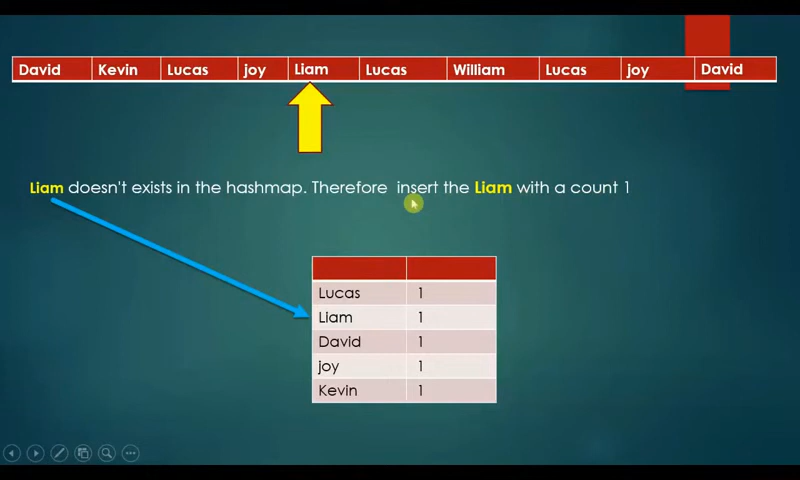 David Kevin Lucas joy Liam Lucas William Lucas joy David
Liam doesn't exists in the hashmap. Therefore insert the Liam with a count 1
Lucas 1
Liam 1
David 1
joy 1
Kevin 1